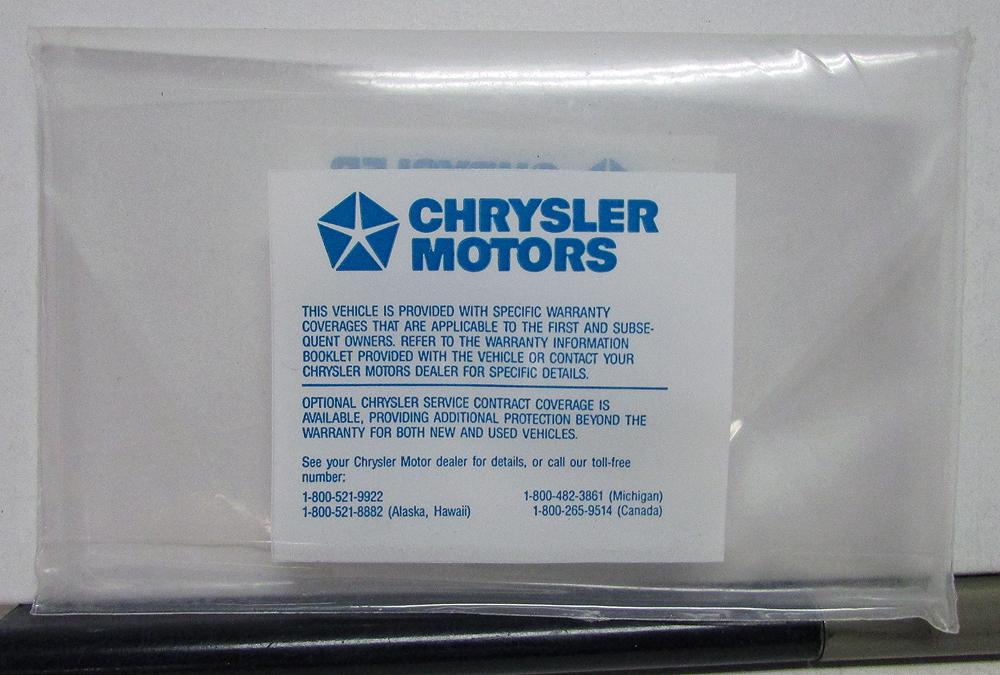 CHRYSLER
MOTORS
THIS VEHICLE IS PROVIDED WITH SPECIFIC WARRANTY
COVERAGES THAT ARE APPLICABLE TO THE FIRST AND SUBSE-
QUENT OWNERS. REFER TO THE WARRANTY INFORMATION
BOOKLET PROVIDED WITH THE VEHICLE OR CONTACT YOUR
CHRYSLER MOTORS DEALER FOR SPECIFIC DETAILS.
OPTIONAL CHRYSLER SERVICE CONTRACT COVERAGE IS
AVAILABLE, PROVIDING ADDITIONAL PROTECTION BEYOND THE
WARRANTY FOR BOTH NEW AND USED VEHICLES.
See your Chrysler Motor dealer for details, or call our toll-free
number:
1-800-521-9922 1-800-482-3861 (Michigan)
1-800-521-8882 (Alaska, Hawaii) 1-800-265-9514 (Canada)